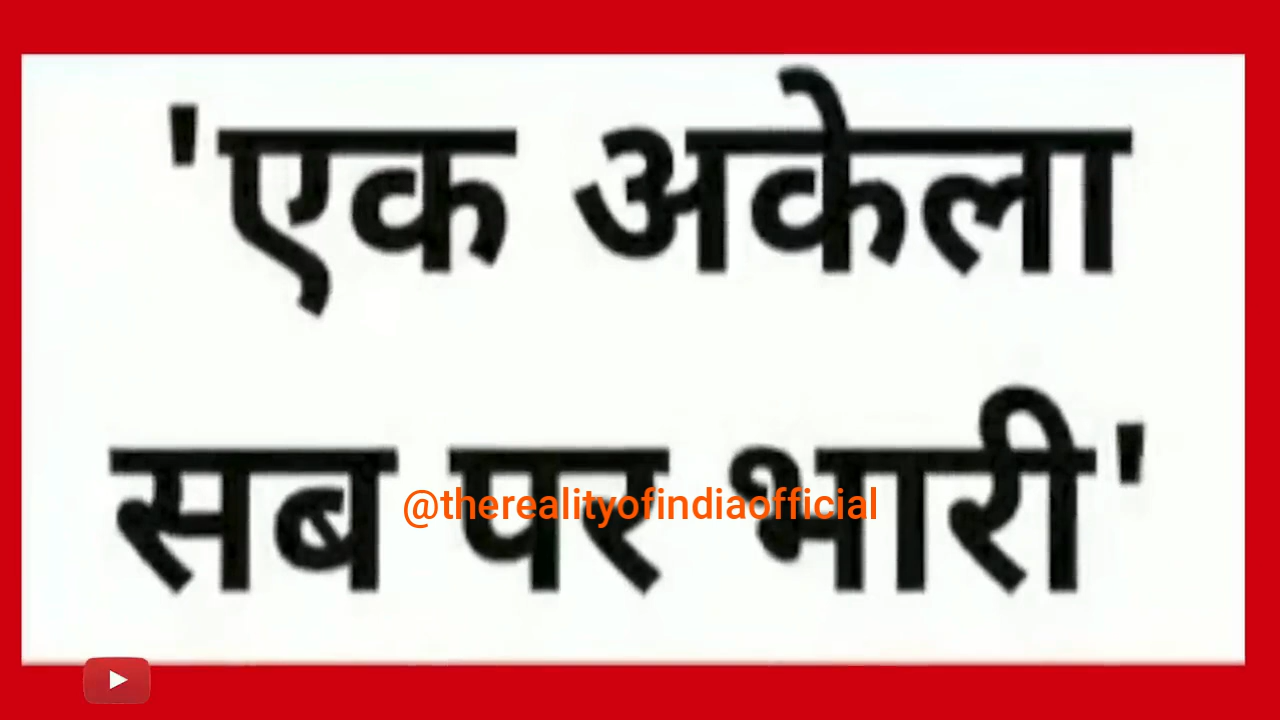 'एक अकेला
सब पर भारी'
@therealityofindiaofficial